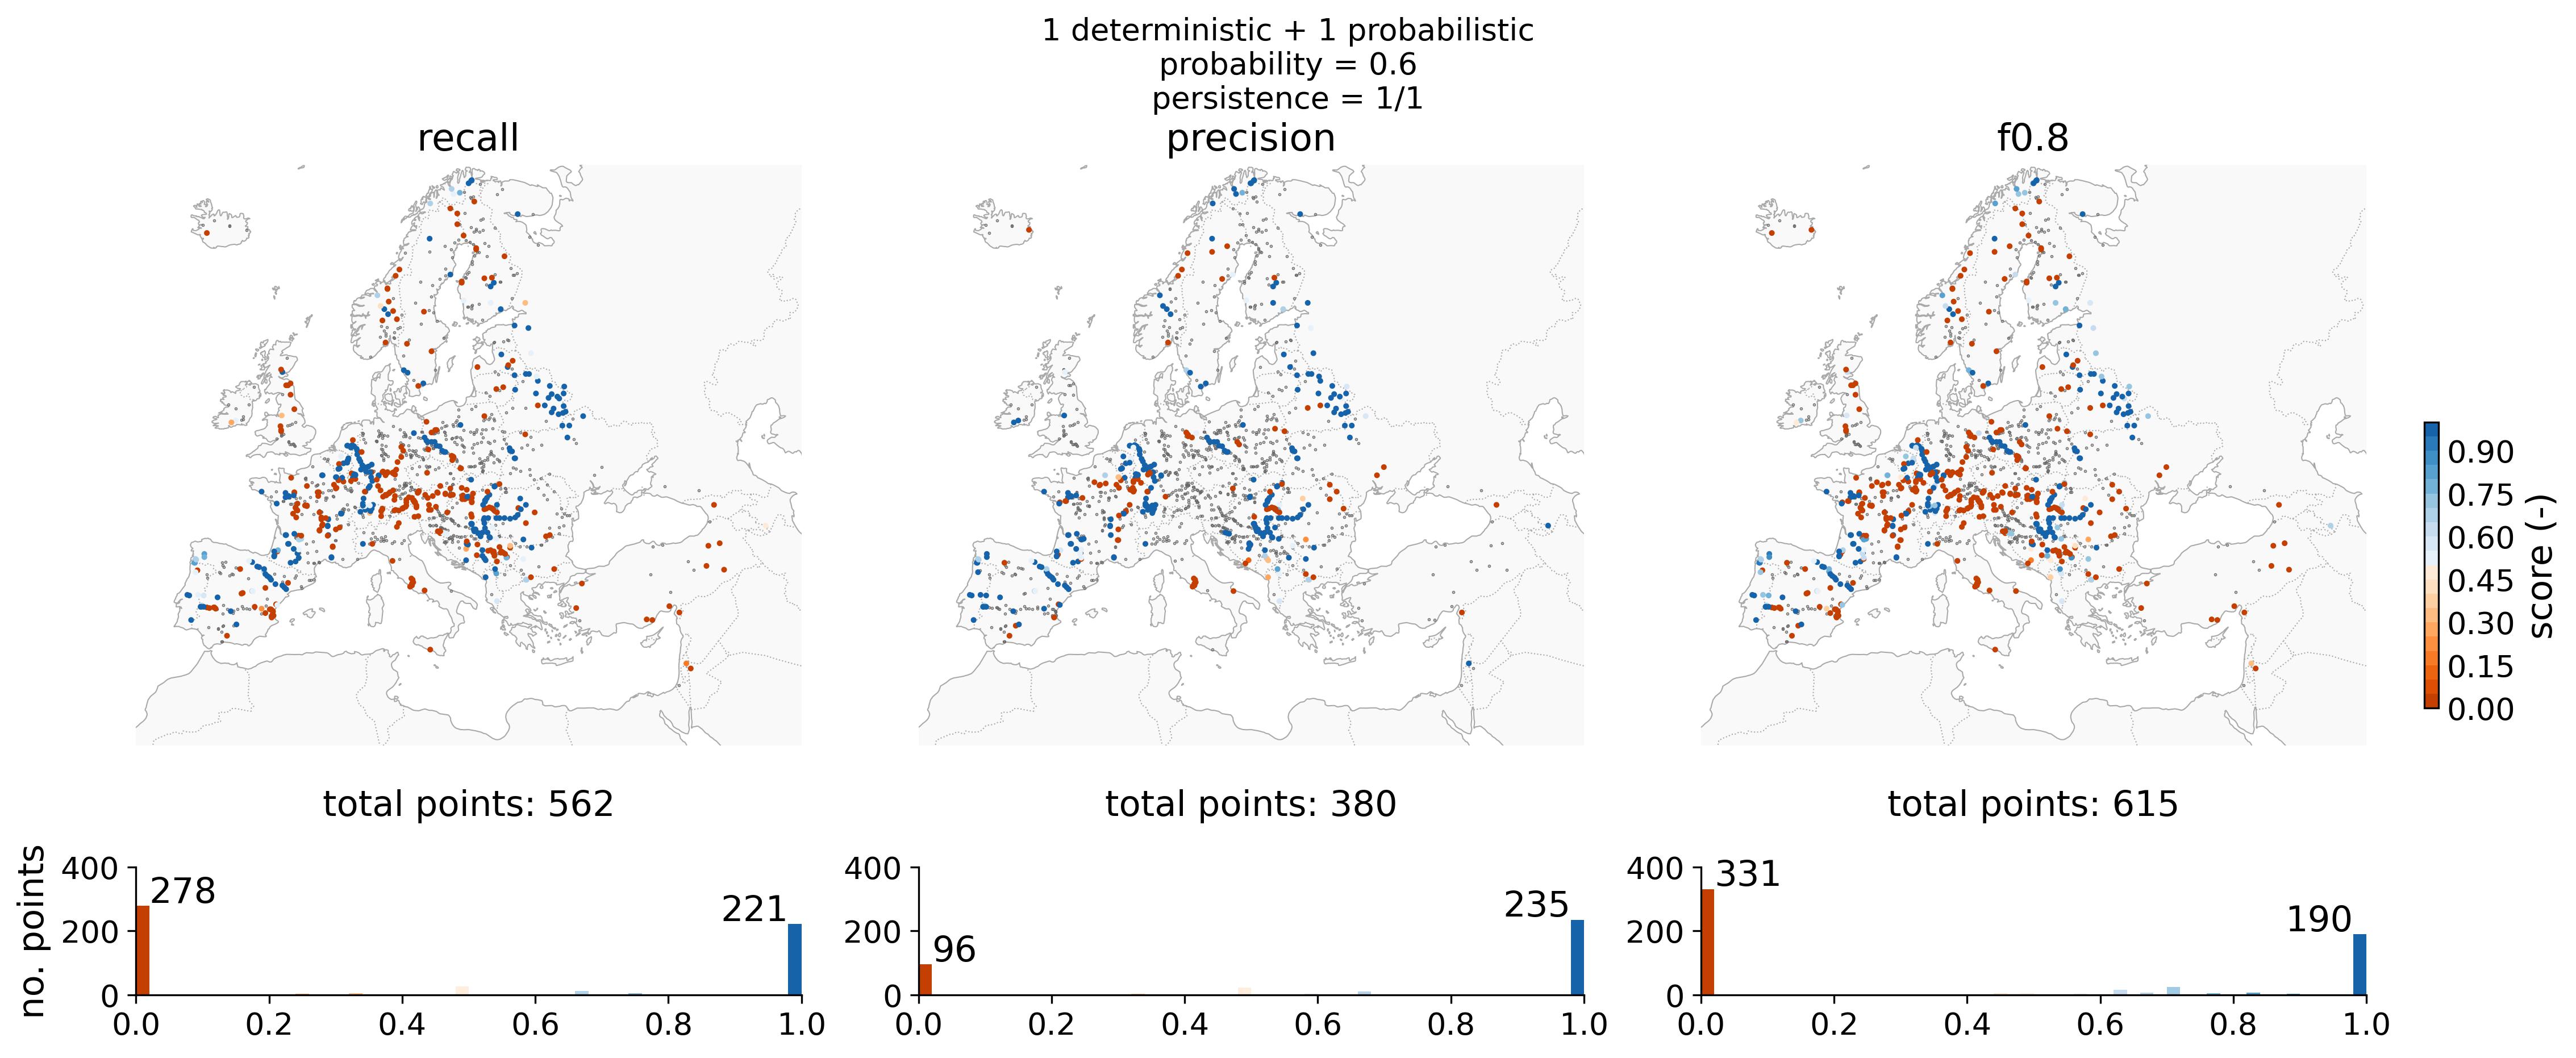 1 deterministic + 1 probabilistic
probability = 0.6
persistence = 1/1
recall
precision
f0.8
0.90
0.75
0.60
0.45
0.30
0.15
0.00
score (-)
total points: 562
total points: 380
total points: 615
no. points
400
200
0
278
221
0.0 0.2 0.4 0.6 0.8 1.0
400
200
0
96
235
0.0 0.2 0.4 0.6 0.8 1.0
400
200
0
331
190
0.0 0.2 0.4 0.6 0.8 1.0